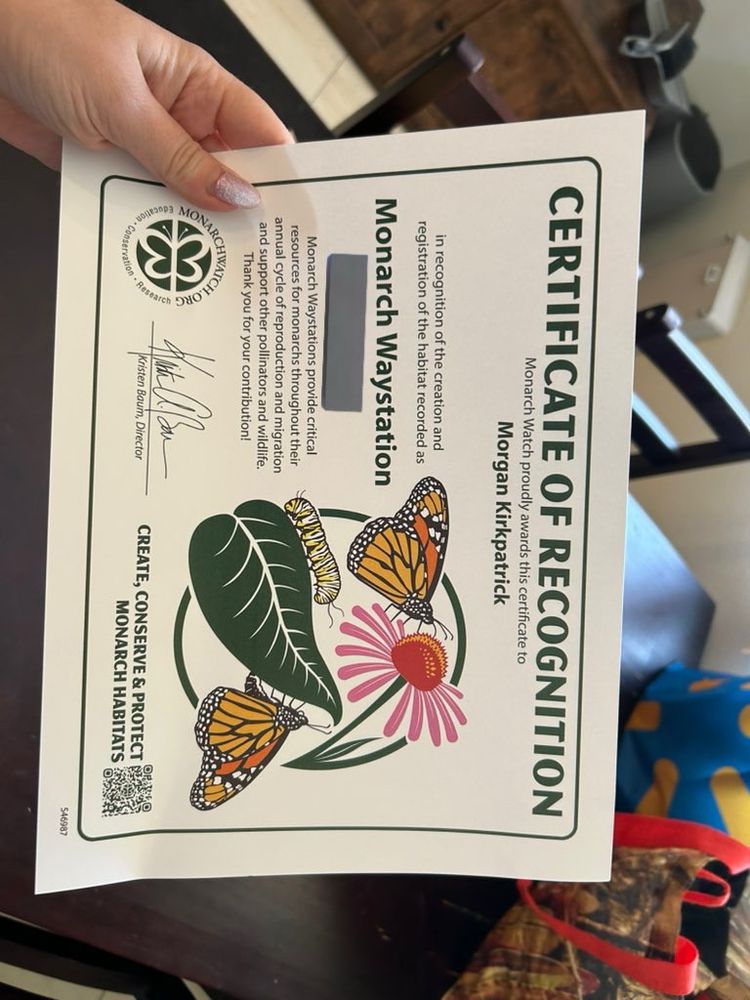 CERTIFICATE OF RECOGNITION
Monarch Watch proudly awards this certificate to
Morgan Kirkpatrick
in recognition of the creation and
registration of the habitat recorded as
Monarch Waystation
Monarch Waystations provide critical
resources for monarchs throughout their
annual cycle of reproduction and migration
and support other pollinators and wildlife.
Thank you for your contribution!
MONARCHWATCH.ORG
Education • Conservation • Research
Kristen Baum, Director
CREATE, CONSERVE & PROTECT
MONARCH HABITATS
546987